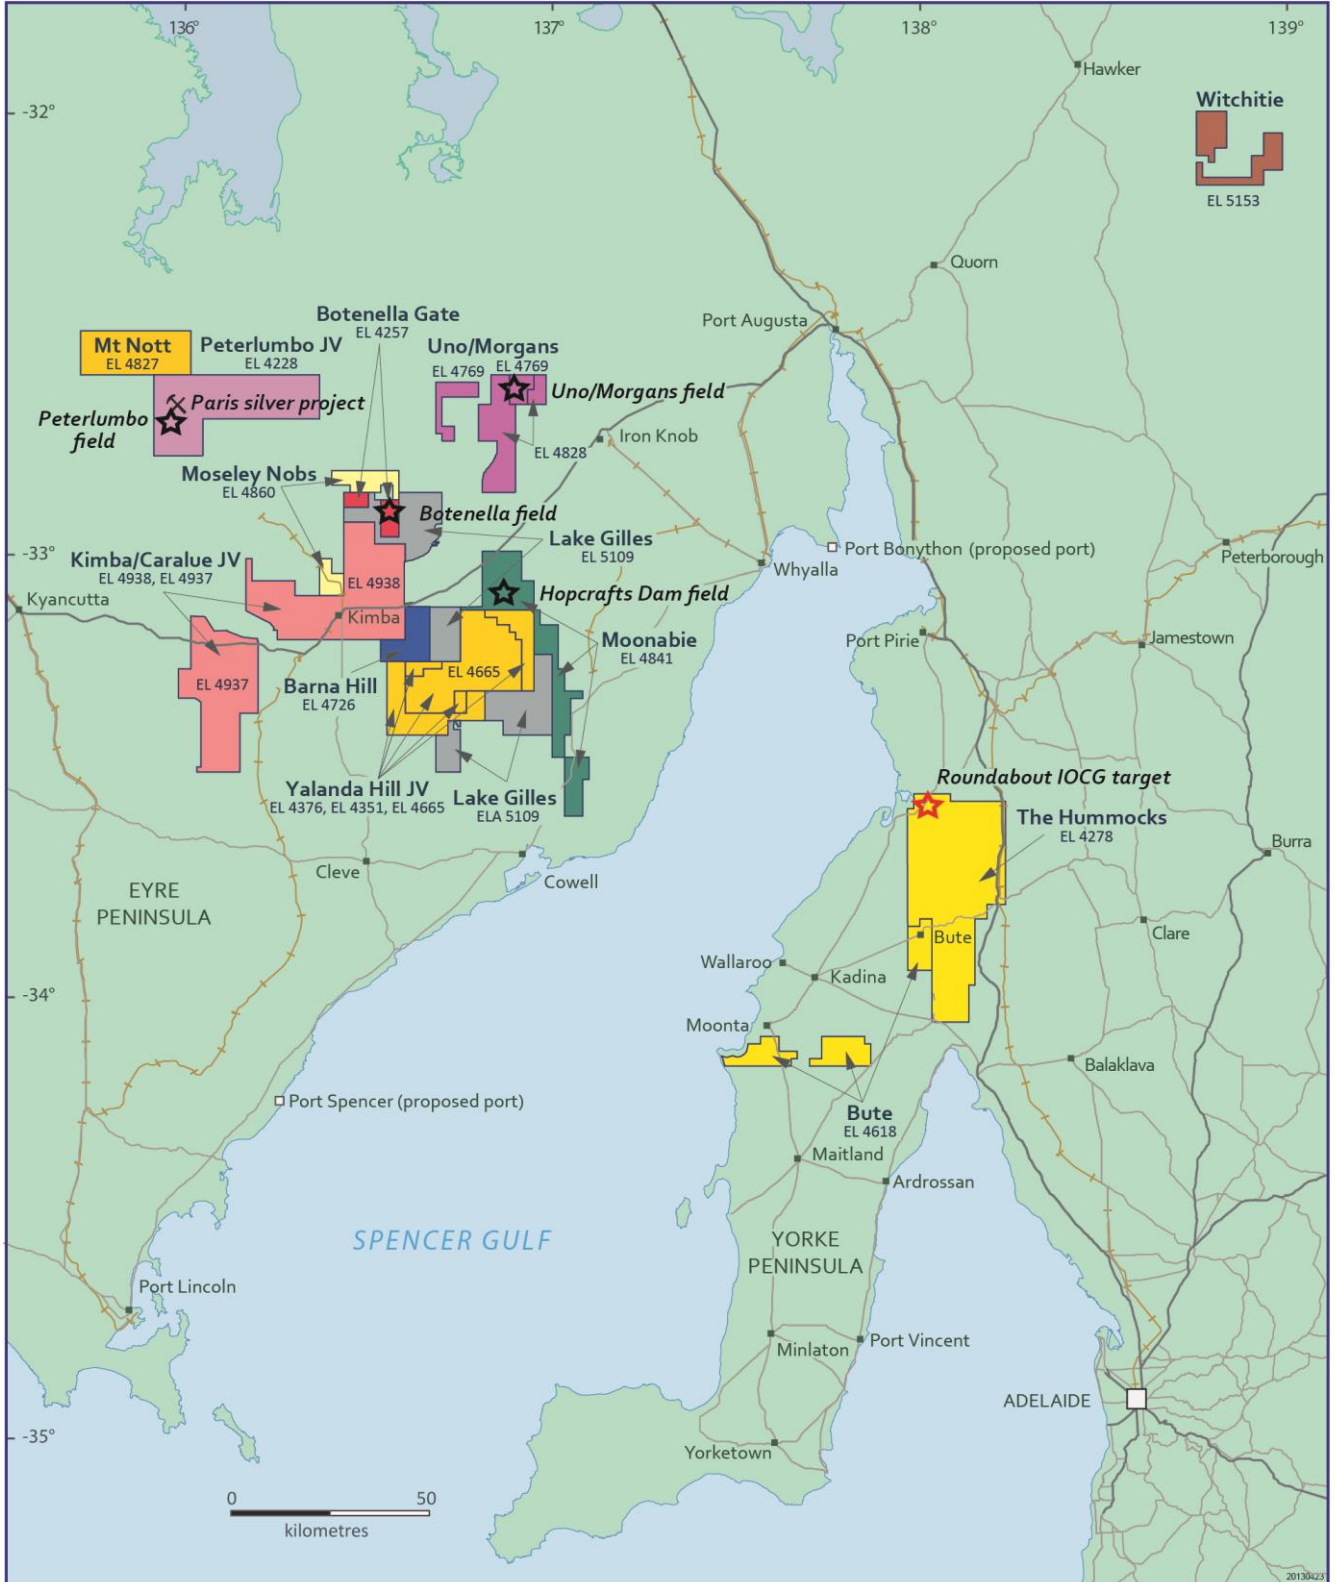 136°
137°
138°
139°
Hawker
-32°
Witchitie
EL 5153
Quorn
Port Augusta
Botenella Gate
EL 4257
Mt Nott
EL 4827
Peterlumbo JV
EL 4228
Uno/Morgans
EL 4769
EL 4769
Paris silver project
Uno/Morgans field
Peterlumbo
field
Iron Knob
EL 4828
Moseley Nobs
EL 4860
Botenella field
Lake Gilles
EL 5109
-33°
Port Bonython (proposed port)
Peterborough
Kimba/Caralue JV
EL 4938, EL 4937
EL 4938
Whyalla
Kyancutta
Hopcrafts Dam field
Kimba
Moonabie
EL 4841
Port Pirie
Jamestown
EL 4937
Barna Hill
EL 4726
EL 4665
Yalanda Hill JV
EL 4376, EL 4351, EL 4665
Lake Gilles
ELA 5109
Roundabout IOCG target
The Hummocks
EL 4278
Burra
Cleve
Cowell
EYRE
PENINSULA
Clare
Bute
Wallaroo
Kadina
-34°
Moonta
Balaklava
Port Spencer (proposed port)
Bute
EL 4618
Maitland
Ardrossan
SPENCER GULF
YORKE
PENINSULA
Port Lincoln
Minlaton
Port Vincent
ADELAIDE
-35°
Yorketown
0
50
kilometres
20130423